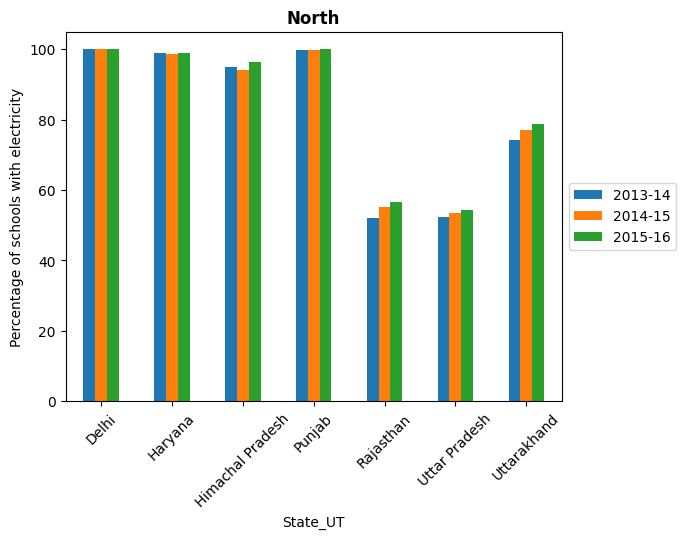 North
Percentage of schools with electricity
100
80
60
40
20
0
Delhi
Haryana
Himachal Pradesh
Punjab
Rajasthan
Uttar Pradesh
Uttarakhand
State_UT
2013-14
2014-15
2015-16